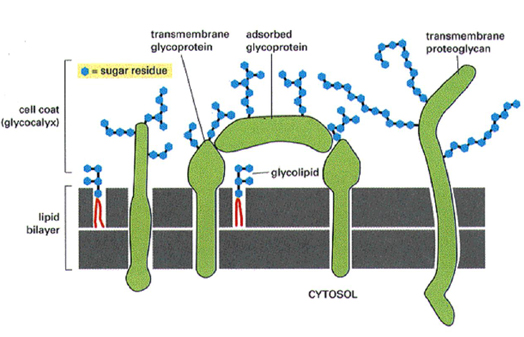 transmembrane
glycoprotein
adsorbed
glycoprotein
transmembrane
proteoglycan
= sugar residue
cell coat
(glycocalyx)
glycolipid
lipid
bilayer
CYTOSOL